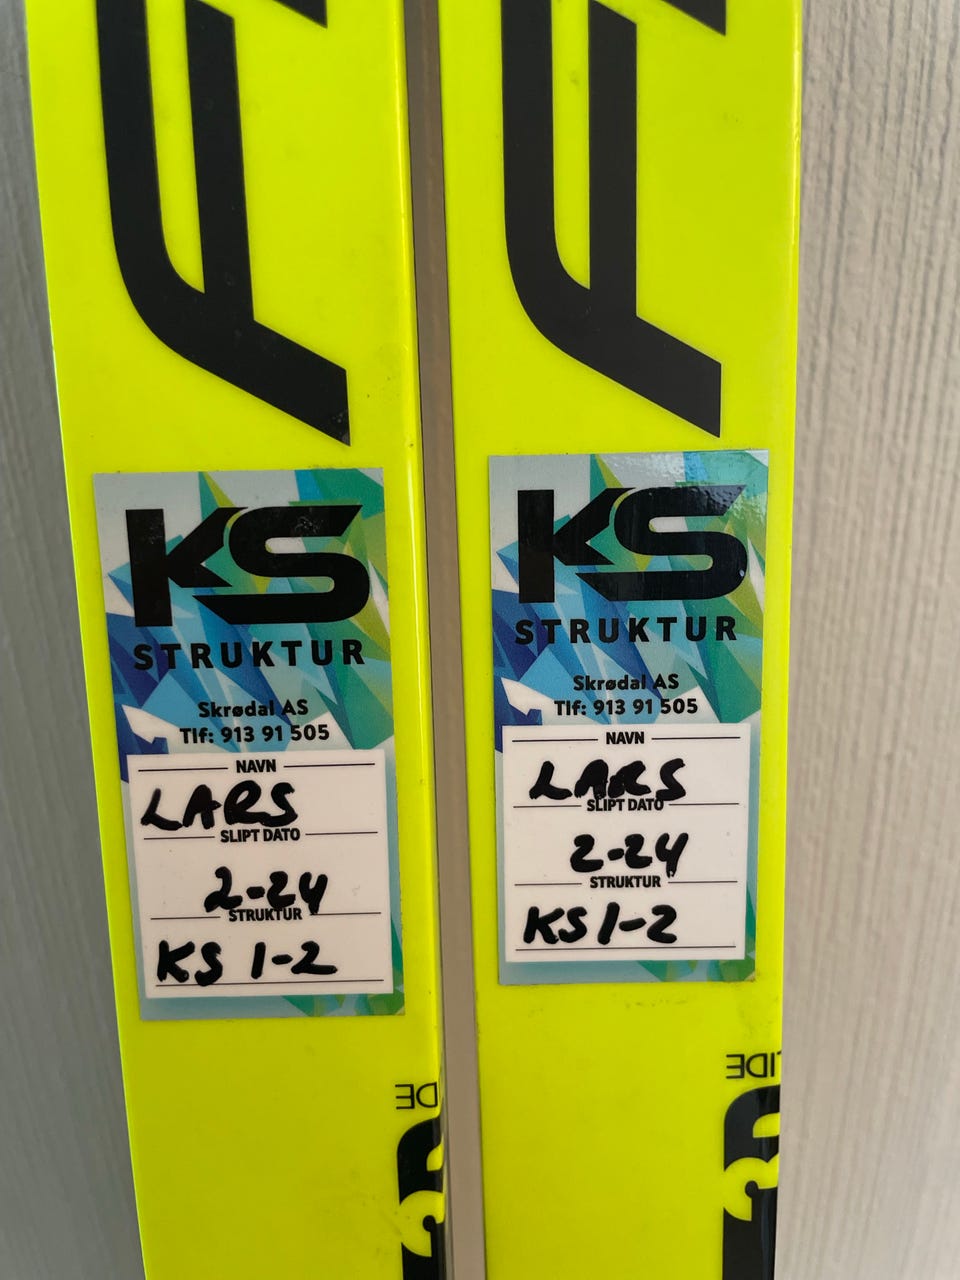 KS
STRUKTUR
Skrødal AS
Tlf: 913 91 505
NAVN
LARS
SLIPT DATO
2-24
STRUKTUR
KS 1-2
KS
STRUKTUR
Skrødal AS
Tlf: 913 91 505
NAVN
LARS
SLIPT DATO
2-24
STRUKTUR
KS 1-2